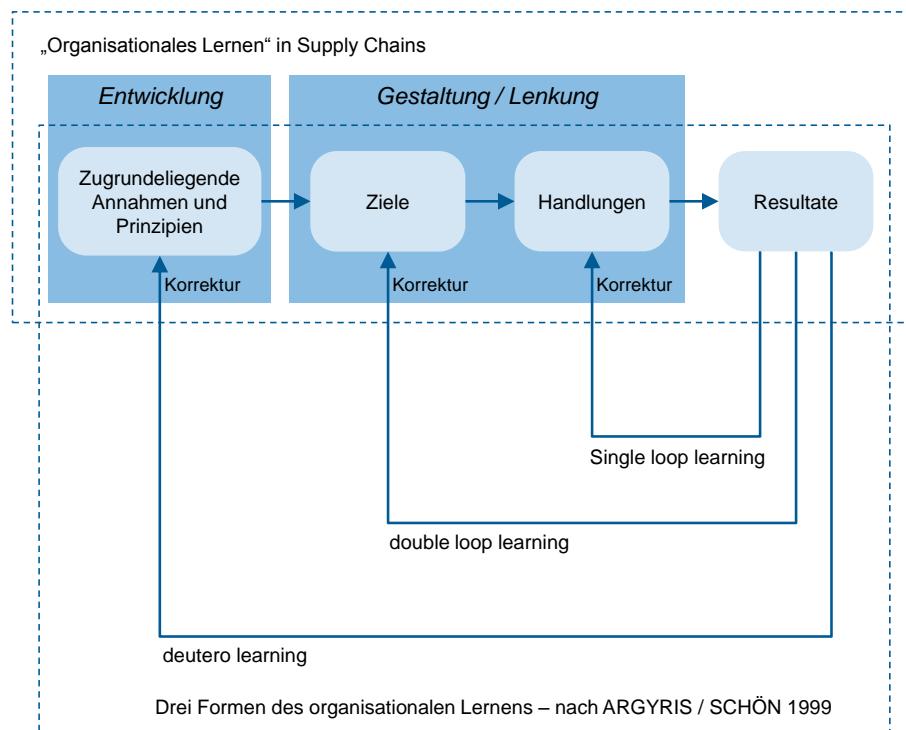 „Organisationales Lernen“ in Supply Chains
Entwicklung
Gestaltung / Lenkung
Zugrundeliegende
Annahmen und
Prinzipien
Ziele
Handlungen
Resultate
Korrektur
Korrektur
Korrektur
Single loop learning
double loop learning
deutero learning
Drei Formen des organisationalen Lernens – nach ARGYRIS / SCHÖN 1999